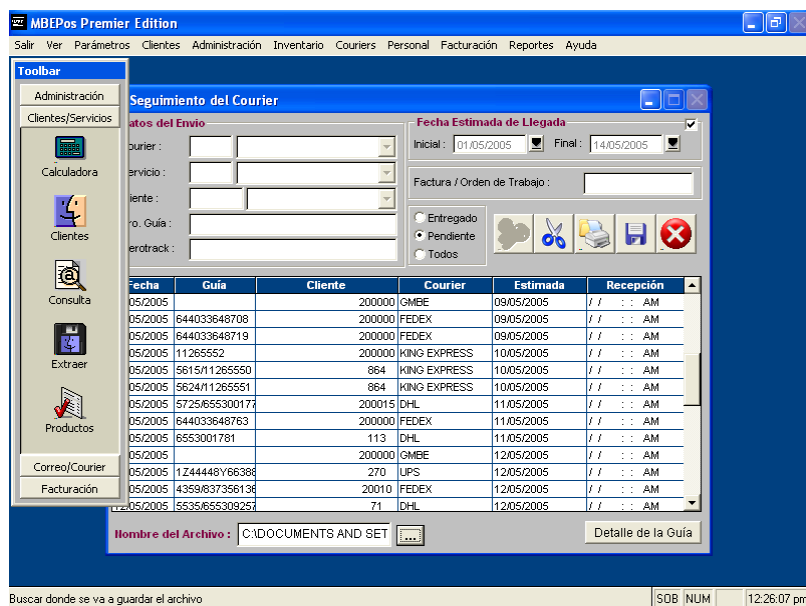 MBEPos Premier Edition
Salir Ver Parámetros Clientes Administración Inventario Couriers Personal Facturación Reportes Ayuda
Toolbar
Administración
Clientes/Servicios
Calculadora
Clientes
Consulta
Extraer
Productos
Correo/Courier
Facturación
Seguimiento del Courier
atos del Envio
ourier :
ervicio :
iente :
ro. Guía :
erotrack :
Fecha Estimada de Llegada
Inicial : 01/05/2005 Final : 14/05/2005
Factura / Orden de Trabajo :
Entregado
Pendiente
Todos
Fecha Guía Cliente Courier Estimada Recepción
05/2005 200000 GMBE 09/05/2005 / / : : AM
05/2005 644033648708 200000 FEDEX 09/05/2005 / / : : AM
05/2005 644033648719 200000 FEDEX 09/05/2005 / / : : AM
05/2005 11265552 200000 KING EXPRESS 10/05/2005 / / : : AM
05/2005 5615/11265550 864 KING EXPRESS 10/05/2005 / / : : AM
05/2005 5624/11265551 864 KING EXPRESS 10/05/2005 / / : : AM
05/2005 5725/655300177 200015 DHL 11/05/2005 / / : : AM
05/2005 644033648763 200000 FEDEX 11/05/2005 / / : : AM
05/2005 6553001781 113 DHL 11/05/2005 / / : : AM
05/2005 200000 GMBE 12/05/2005 / / : : AM
05/2005 1Z44448Y66388 270 UPS 12/05/2005 / / : : AM
05/2005 4359/837356136 20010 FEDEX 12/05/2005 / / : : AM
12/05/2005 5535/655309257 71 DHL 12/05/2005 / / : : AM
Nombre del Archivo : C:\DOCUMENTS AND SET ... Detalle de la Guía
Buscar donde se va a guardar el archivo SOB NUM 12:26:07 pm